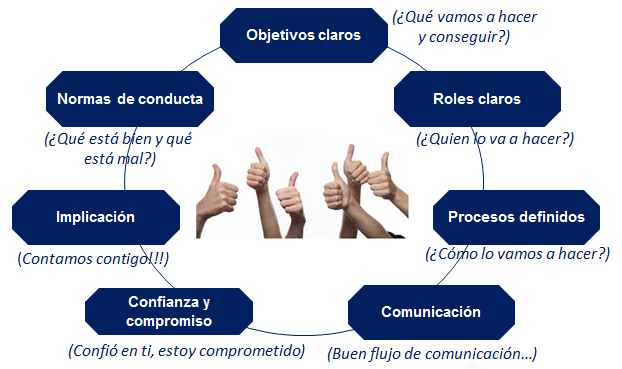 Objetivos claros
(¿Qué vamos a hacer
y conseguir?)
Roles claros
(¿Quien lo va a hacer?)
Procesos definidos
(¿Cómo lo vamos a hacer?)
Comunicación
(Buen flujo de comunicación...)
Confianza y
compromiso
(Confió en ti, estoy comprometido)
Implicación
(Contamos contigo!!!)
Normas de conducta
(¿Qué está bien y qué
está mal?)